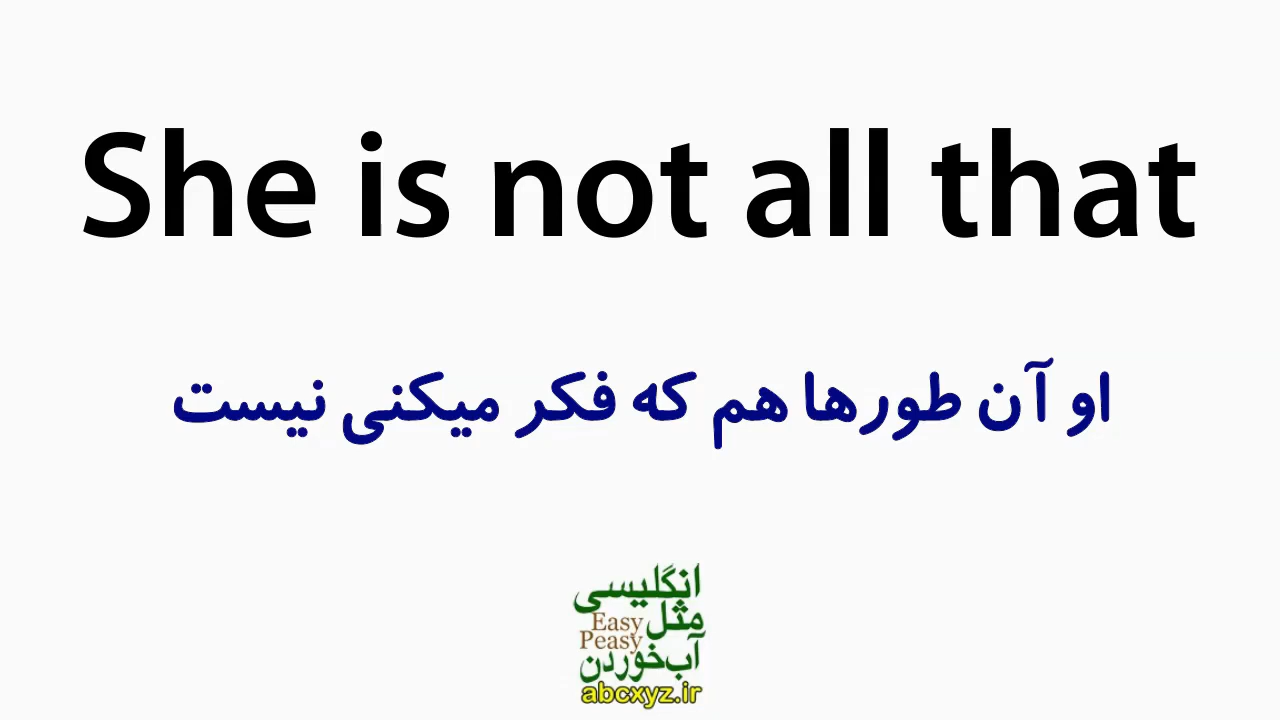 She is not all that
او آن طورها هم که فکر میکنی نیست
انگلیسی
مثل
Easy
Peasy
آب خوردن
abcxyz.ir